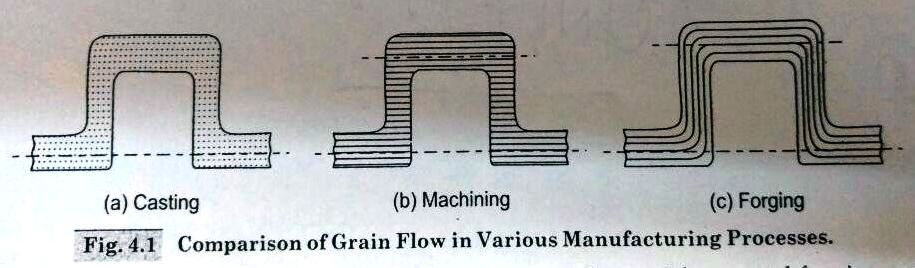 (a) Casting
(b) Machining
(c) Forging
Fig. 4.1 Comparison of Grain Flow in Various Manufacturing Processes.